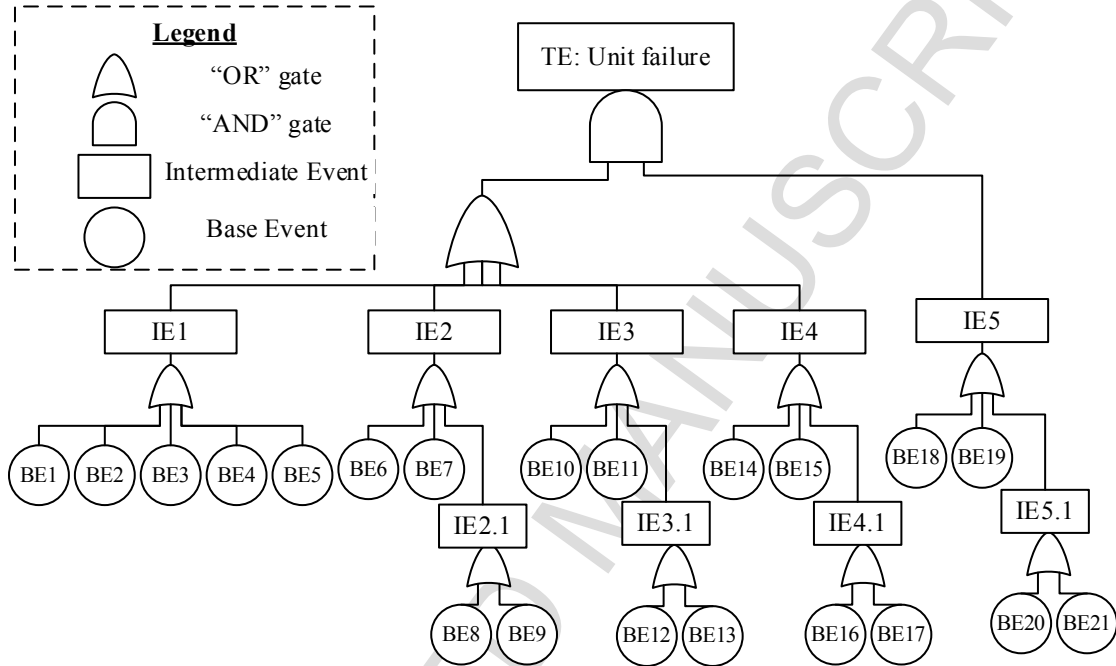 Legend
“OR” gate
“AND” gate
Intermediate Event
Base Event
TE: Unit failure
IE1
IE2
IE3
IE4
IE5
BE1
BE2
BE3
BE4
BE5
BE6
BE7
BE10
BE11
BE14
BE15
BE18
BE19
IE2.1
IE3.1
IE4.1
IE5.1
BE8
BE9
BE12
BE13
BE16
BE17
BE20
BE21
D MANUSCRI